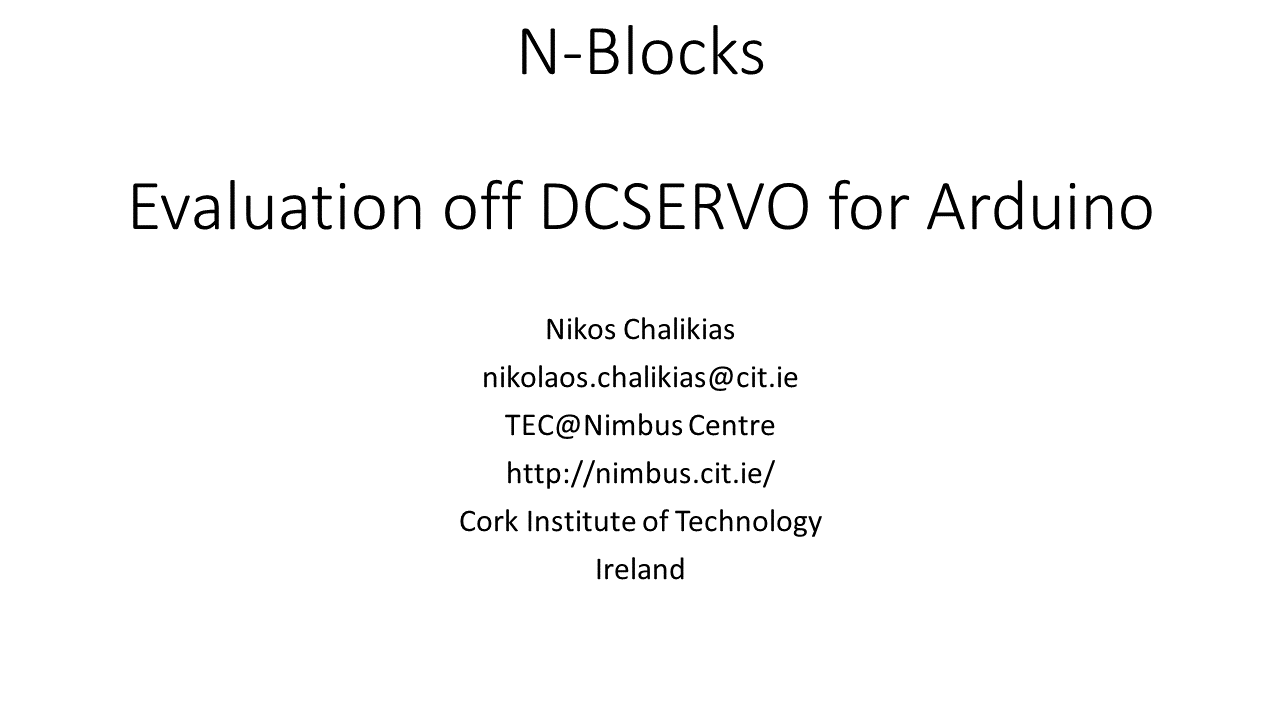 N-Blocks
Evaluation off DCSERVO for Arduino
Nikos Chalikias
nikolaos.chalikias@cit.ie
TEC@Nimbus Centre
http://nimbus.cit.ie/
Cork Institute of Technology
Ireland